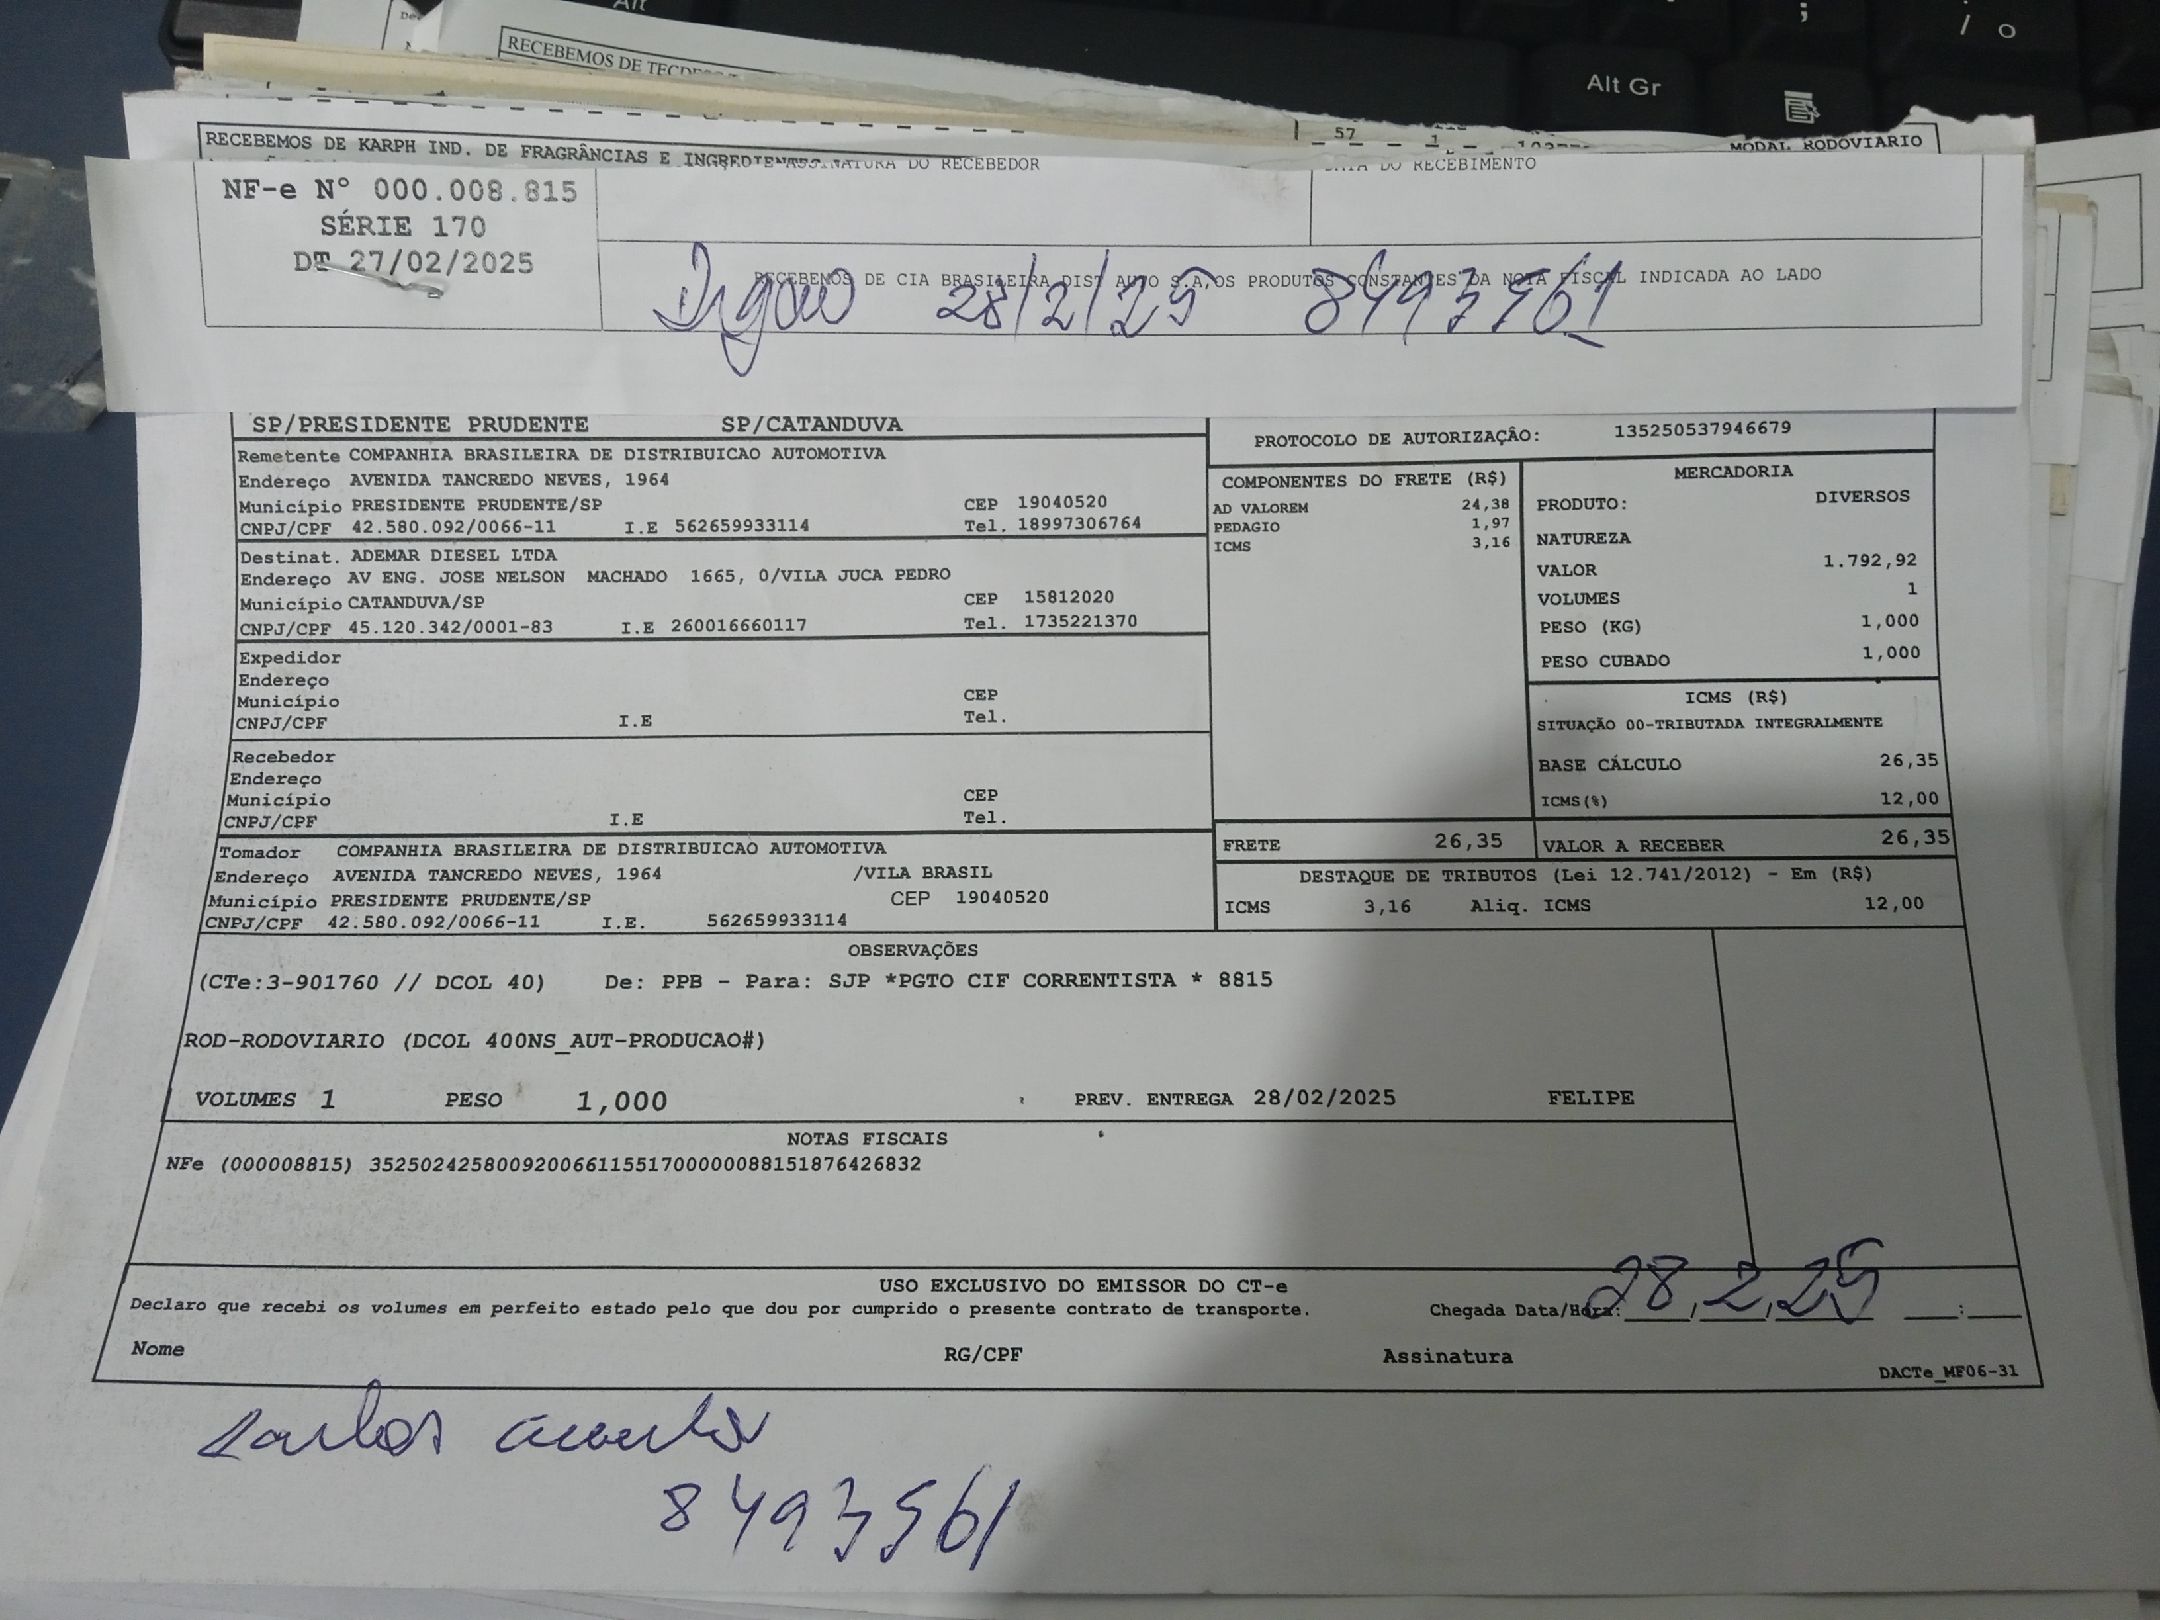 Alt
; / o
Alt Gr
RECEBEMOS DE
57 1
RECEBEMOS DE KARPH IND. DE FRAGRÂNCIAS E MODAL RODOVIARIO
DO RECEBEDOR DO RECEBIMENTO
NF-e N° 000.008.815
SÉRIE 170
DT 27/02/2025
RECEBEMOS DE CIA BRASILEIRA DIST AUTO S.A, OS PRODUTOS CONSTANTES DA NOTA FISCAL INDICADA AO LADO
28/2/25 8493561
SP/PRESIDENTE PRUDENTE SP/CATANDUVA
PROTOCOLO DE AUTORIZAÇÃO: 135250537946679
Remetente COMPANHIA BRASILEIRA DE DISTRIBUICAO AUTOMOTIVA
Endereço AVENIDA TANCREDO NEVES, 1964
Município PRESIDENTE PRUDENTE/SP CEP 19040520
CNPJ/CPF 42.580.092/0066-11 I.E 562659933114 Tel. 18997306764
Destinat. ADEMAR DIESEL LTDA
Endereço AV ENG. JOSE NELSON MACHADO 1665, 0/VILA JUCA PEDRO
Município CATANDUVA/SP CEP 15812020
CNPJ/CPF 45.120.342/0001-83 I.E 260016660117 Tel. 1735221370
Expedidor
Endereço
Município CEP
CNPJ/CPF I.E Tel.
Recebedor
Endereço
Município CEP
CNPJ/CPF I.E Tel.
Tomador COMPANHIA BRASILEIRA DE DISTRIBUICAO AUTOMOTIVA
Endereço AVENIDA TANCREDO NEVES, 1964 /VILA BRASIL
Município PRESIDENTE PRUDENTE/SP CEP 19040520
CNPJ/CPF 42.580.092/0066-11 I.E. 562659933114
COMPONENTES DO FRETE (R$)
AD VALOREM 24,38
PEDAGIO 1,97
ICMS 3,16
MERCADORIA
PRODUTO: DIVERSOS
NATUREZA
VALOR 1.792,92
VOLUMES 1
PESO (KG) 1,000
PESO CUBADO 1,000
ICMS (R$)
SITUAÇÃO 00-TRIBUTADA INTEGRALMENTE
BASE CÁLCULO 26,35
ICMS(%) 12,00
FRETE 26,35 VALOR A RECEBER 26,35
DESTAQUE DE TRIBUTOS (Lei 12.741/2012) - Em (R$)
ICMS 3,16 Aliq. ICMS 12,00
OBSERVAÇÕES
(CTe:3-901760 // DCOL 40) De: PPB - Para: SJP *PGTO CIF CORRENTISTA * 8815
ROD-RODOVIARIO (DCOL 400NS_AUT-PRODUCAO#)
VOLUMES 1 PESO 1,000 PREV. ENTREGA 28/02/2025 FELIPE
NOTAS FISCAIS
NFe (000008815) 35250242580092006611551700000088151876426832
USO EXCLUSIVO DO EMISSOR DO CT-e
Declaro que recebi os volumes em perfeito estado pelo que dou por cumprido o presente contrato de transporte. Chegada Data/Hora: 28/2/25 :
Nome RG/CPF Assinatura
DACTe_MF06-31
8493561